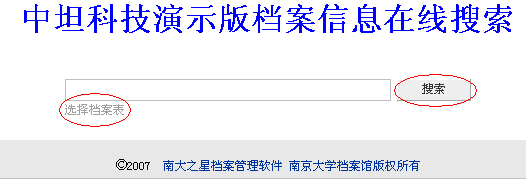 中坦科技演示版档案信息在线搜索
搜索
选择档案表
©2007 南大之星档案管理软件 南京大学档案馆版权所有